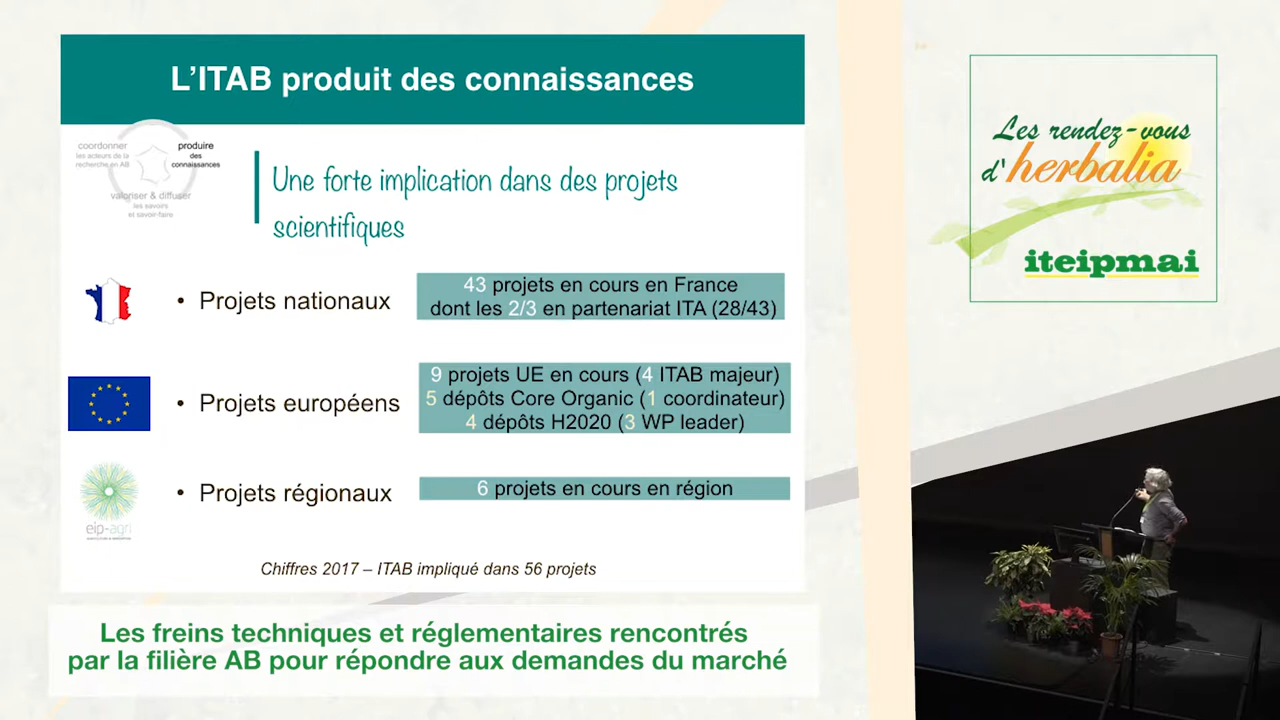 L'ITAB produit des connaissances
coordonner
les acteurs de la
recherche en AB
produire
des
connaissances
valoriser & diffuser
les savoirs
et savoir-faire
Une forte implication dans des projets
scientifiques
• Projets nationaux
43 projets en cours en France
dont les 2/3 en partenariat ITA (28/43)
• Projets européens
9 projets UE en cours (4 ITAB majeur)
5 dépôts Core Organic (1 coordinateur)
4 dépôts H2020 (3 WP leader)
eip-agri
• Projets régionaux
6 projets en cours en région
Chiffres 2017 – ITAB impliqué dans 56 projets
Les freins techniques et réglementaires rencontrés
par la filière AB pour répondre aux demandes du marché
Les rendez-vous
d'herbalia
iteipmai